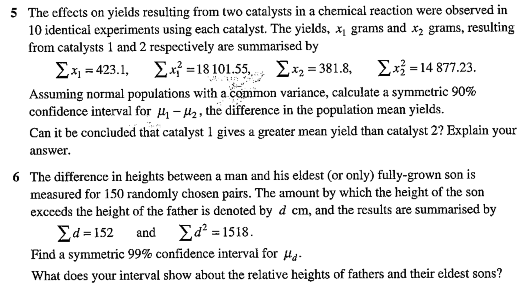 5 The effects on yields resulting from two catalysts in a chemical reaction were observed in
10 identical experiments using each catalyst. The yields, x₁ grams and x₂ grams, resulting
from catalysts 1 and 2 respectively are summarised by
∑x₁ = 423.1, ∑x₁² = 18 101.55, ∑x₂ = 381.8, ∑x₂² = 14 877.23.
Assuming normal populations with a common variance, calculate a symmetric 90%
confidence interval for μ₁ − μ₂, the difference in the population mean yields.
Can it be concluded that catalyst 1 gives a greater mean yield than catalyst 2? Explain your
answer.
6 The difference in heights between a man and his eldest (or only) fully-grown son is
measured for 150 randomly chosen pairs. The amount by which the height of the son
exceeds the height of the father is denoted by d cm, and the results are summarised by
∑d = 152 and ∑d² = 1518.
Find a symmetric 99% confidence interval for μd.
What does your interval show about the relative heights of fathers and their eldest sons?